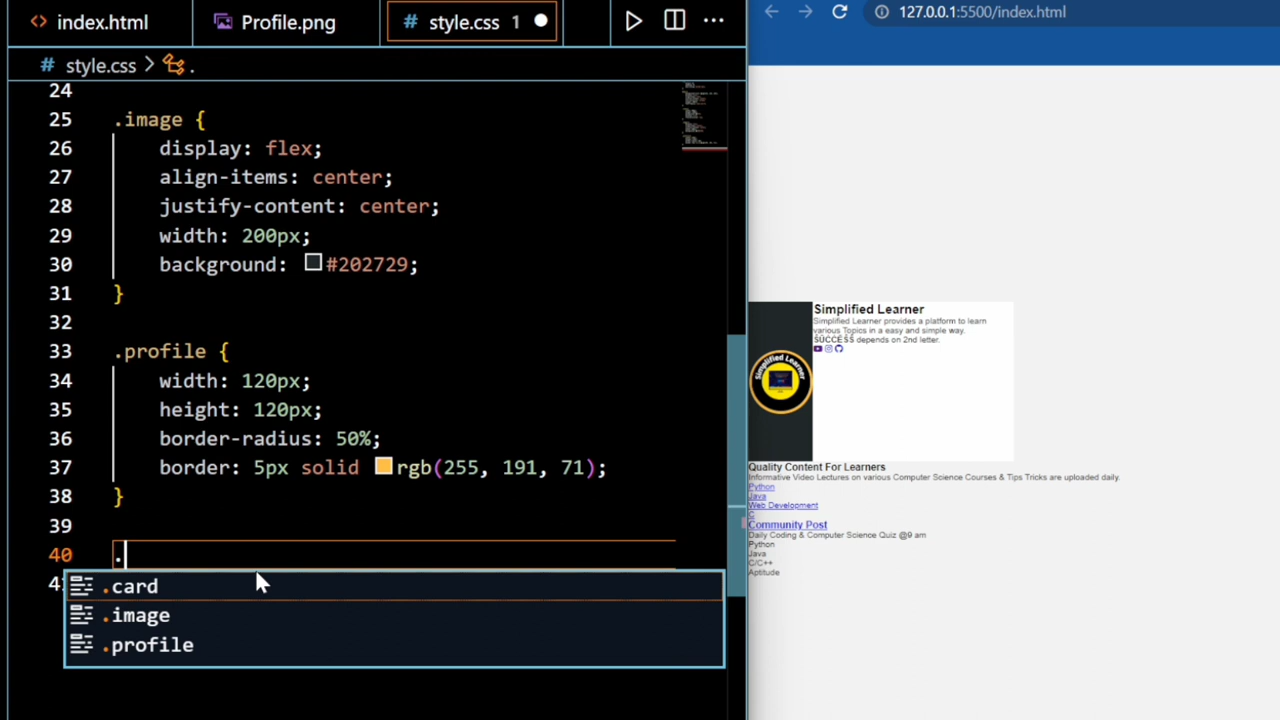 index.html
Profile.png
# style.css 1
127.0.0.1:5500/index.html
# style.css > .
24
25 .image {
26 display: flex;
27 align-items: center;
28 justify-content: center;
29 width: 200px;
30 background: #202729;
31 }
32
33 .profile {
34 width: 120px;
35 height: 120px;
36 border-radius: 50%;
37 border: 5px solid rgb(255, 191, 71);
38 }
39
40 .
.card
.image
.profile
Simplified Learner
Simplified Learner
Simplified Learner provides a platform to learn
various Topics in a easy and simple way.
SUCCESS depends on 2nd letter.
Quality Content For Learners
Informative Video Lectures on various Computer Science Courses & Tips Tricks are uploaded daily.
Python
Java
Web Development
C
Community Post
Daily Coding & Computer Science Quiz @9 am
Python
Java
C/C++
Aptitude